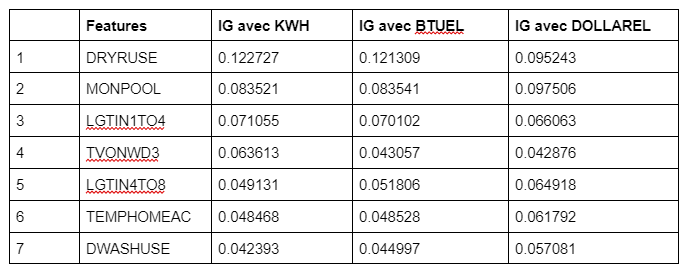 Features IG avec KWH IG avec BTUEL IG avec DOLLAREL
1 DRYRUSE 0.122727 0.121309 0.095243
2 MONPOOL 0.083521 0.083541 0.097506
3 LGTIN1TO4 0.071055 0.070102 0.066063
4 TVONWD3 0.063613 0.043057 0.042876
5 LGTIN4TO8 0.049131 0.051806 0.064918
6 TEMPHOMEAC 0.048468 0.048528 0.061792
7 DWASHUSE 0.042393 0.044997 0.057081